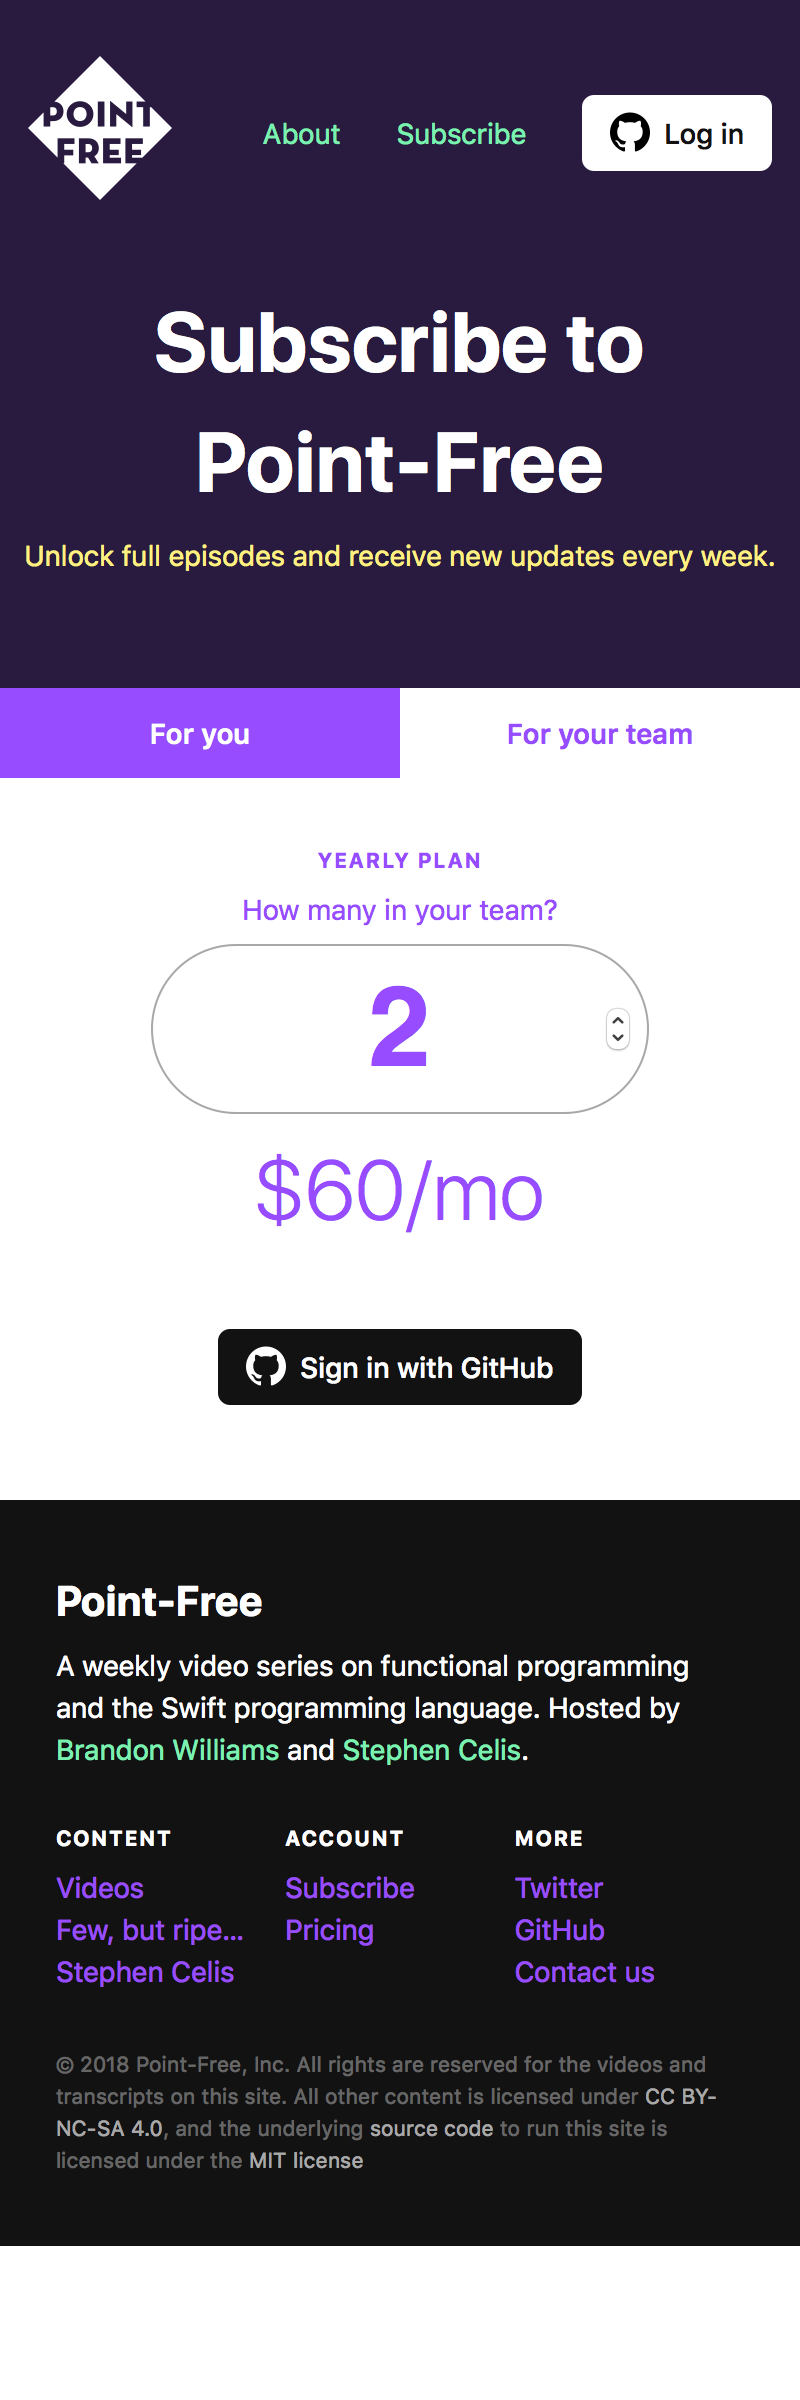 POINT
FREE
About
Subscribe
Log in
Subscribe to
Point-Free
Unlock full episodes and receive new updates every week.
For you
For your team
YEARLY PLAN
How many in your team?
2
$60/mo
Sign in with GitHub
Point-Free
A weekly video series on functional programming
and the Swift programming language. Hosted by
Brandon Williams and Stephen Celis.
CONTENT
Videos
Few, but ripe...
Stephen Celis
ACCOUNT
Subscribe
Pricing
MORE
Twitter
GitHub
Contact us
© 2018 Point-Free, Inc. All rights are reserved for the videos and
transcripts on this site. All other content is licensed under CC BY-
NC-SA 4.0, and the underlying source code to run this site is
licensed under the MIT license